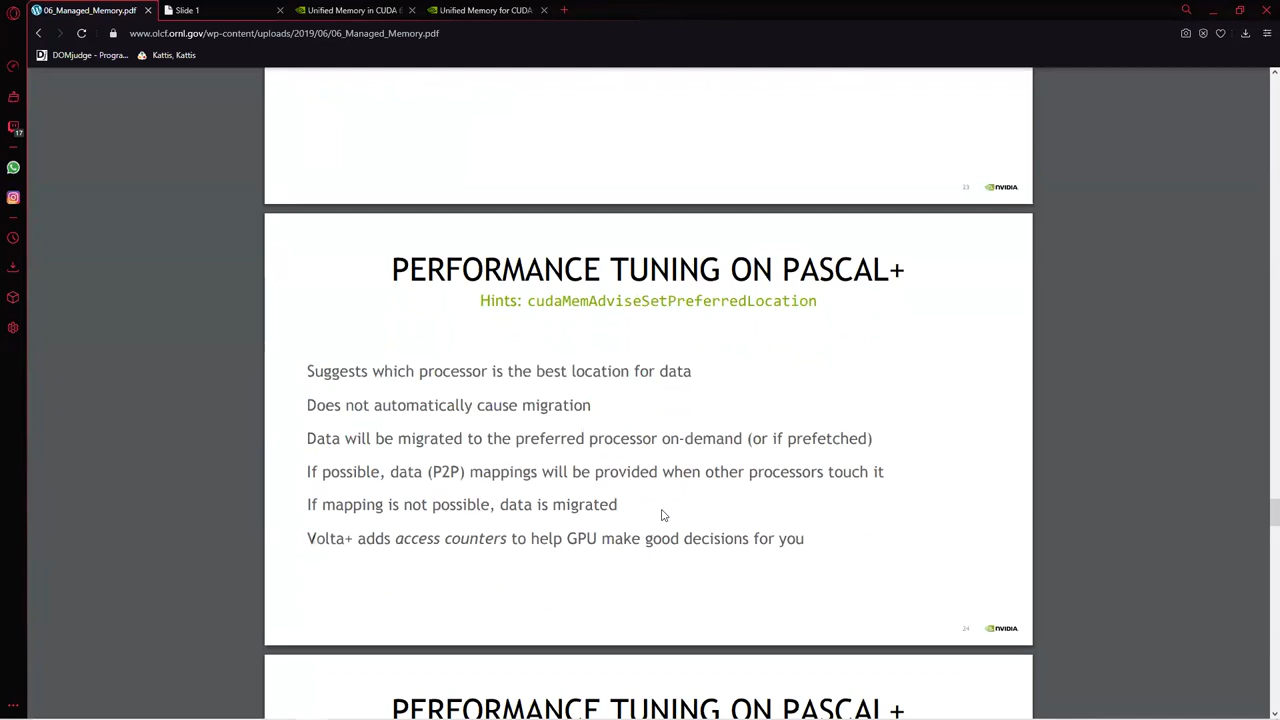 06_Managed_Memory.pdf
Slide 1
Unified Memory in CUDA 6
Unified Memory for CUDA
www.olcf.ornl.gov/wp-content/uploads/2019/06/06_Managed_Memory.pdf
DOMjudge - Progra...
Kattis, Kattis
17
23
NVIDIA.
PERFORMANCE TUNING ON PASCAL+
Hints: cudaMemAdviseSetPreferredLocation
Suggests which processor is the best location for data
Does not automatically cause migration
Data will be migrated to the preferred processor on-demand (or if prefetched)
If possible, data (P2P) mappings will be provided when other processors touch it
If mapping is not possible, data is migrated
Volta+ adds access counters to help GPU make good decisions for you
24
NVIDIA.
PERFORMANCE TUNING ON PASCAL+